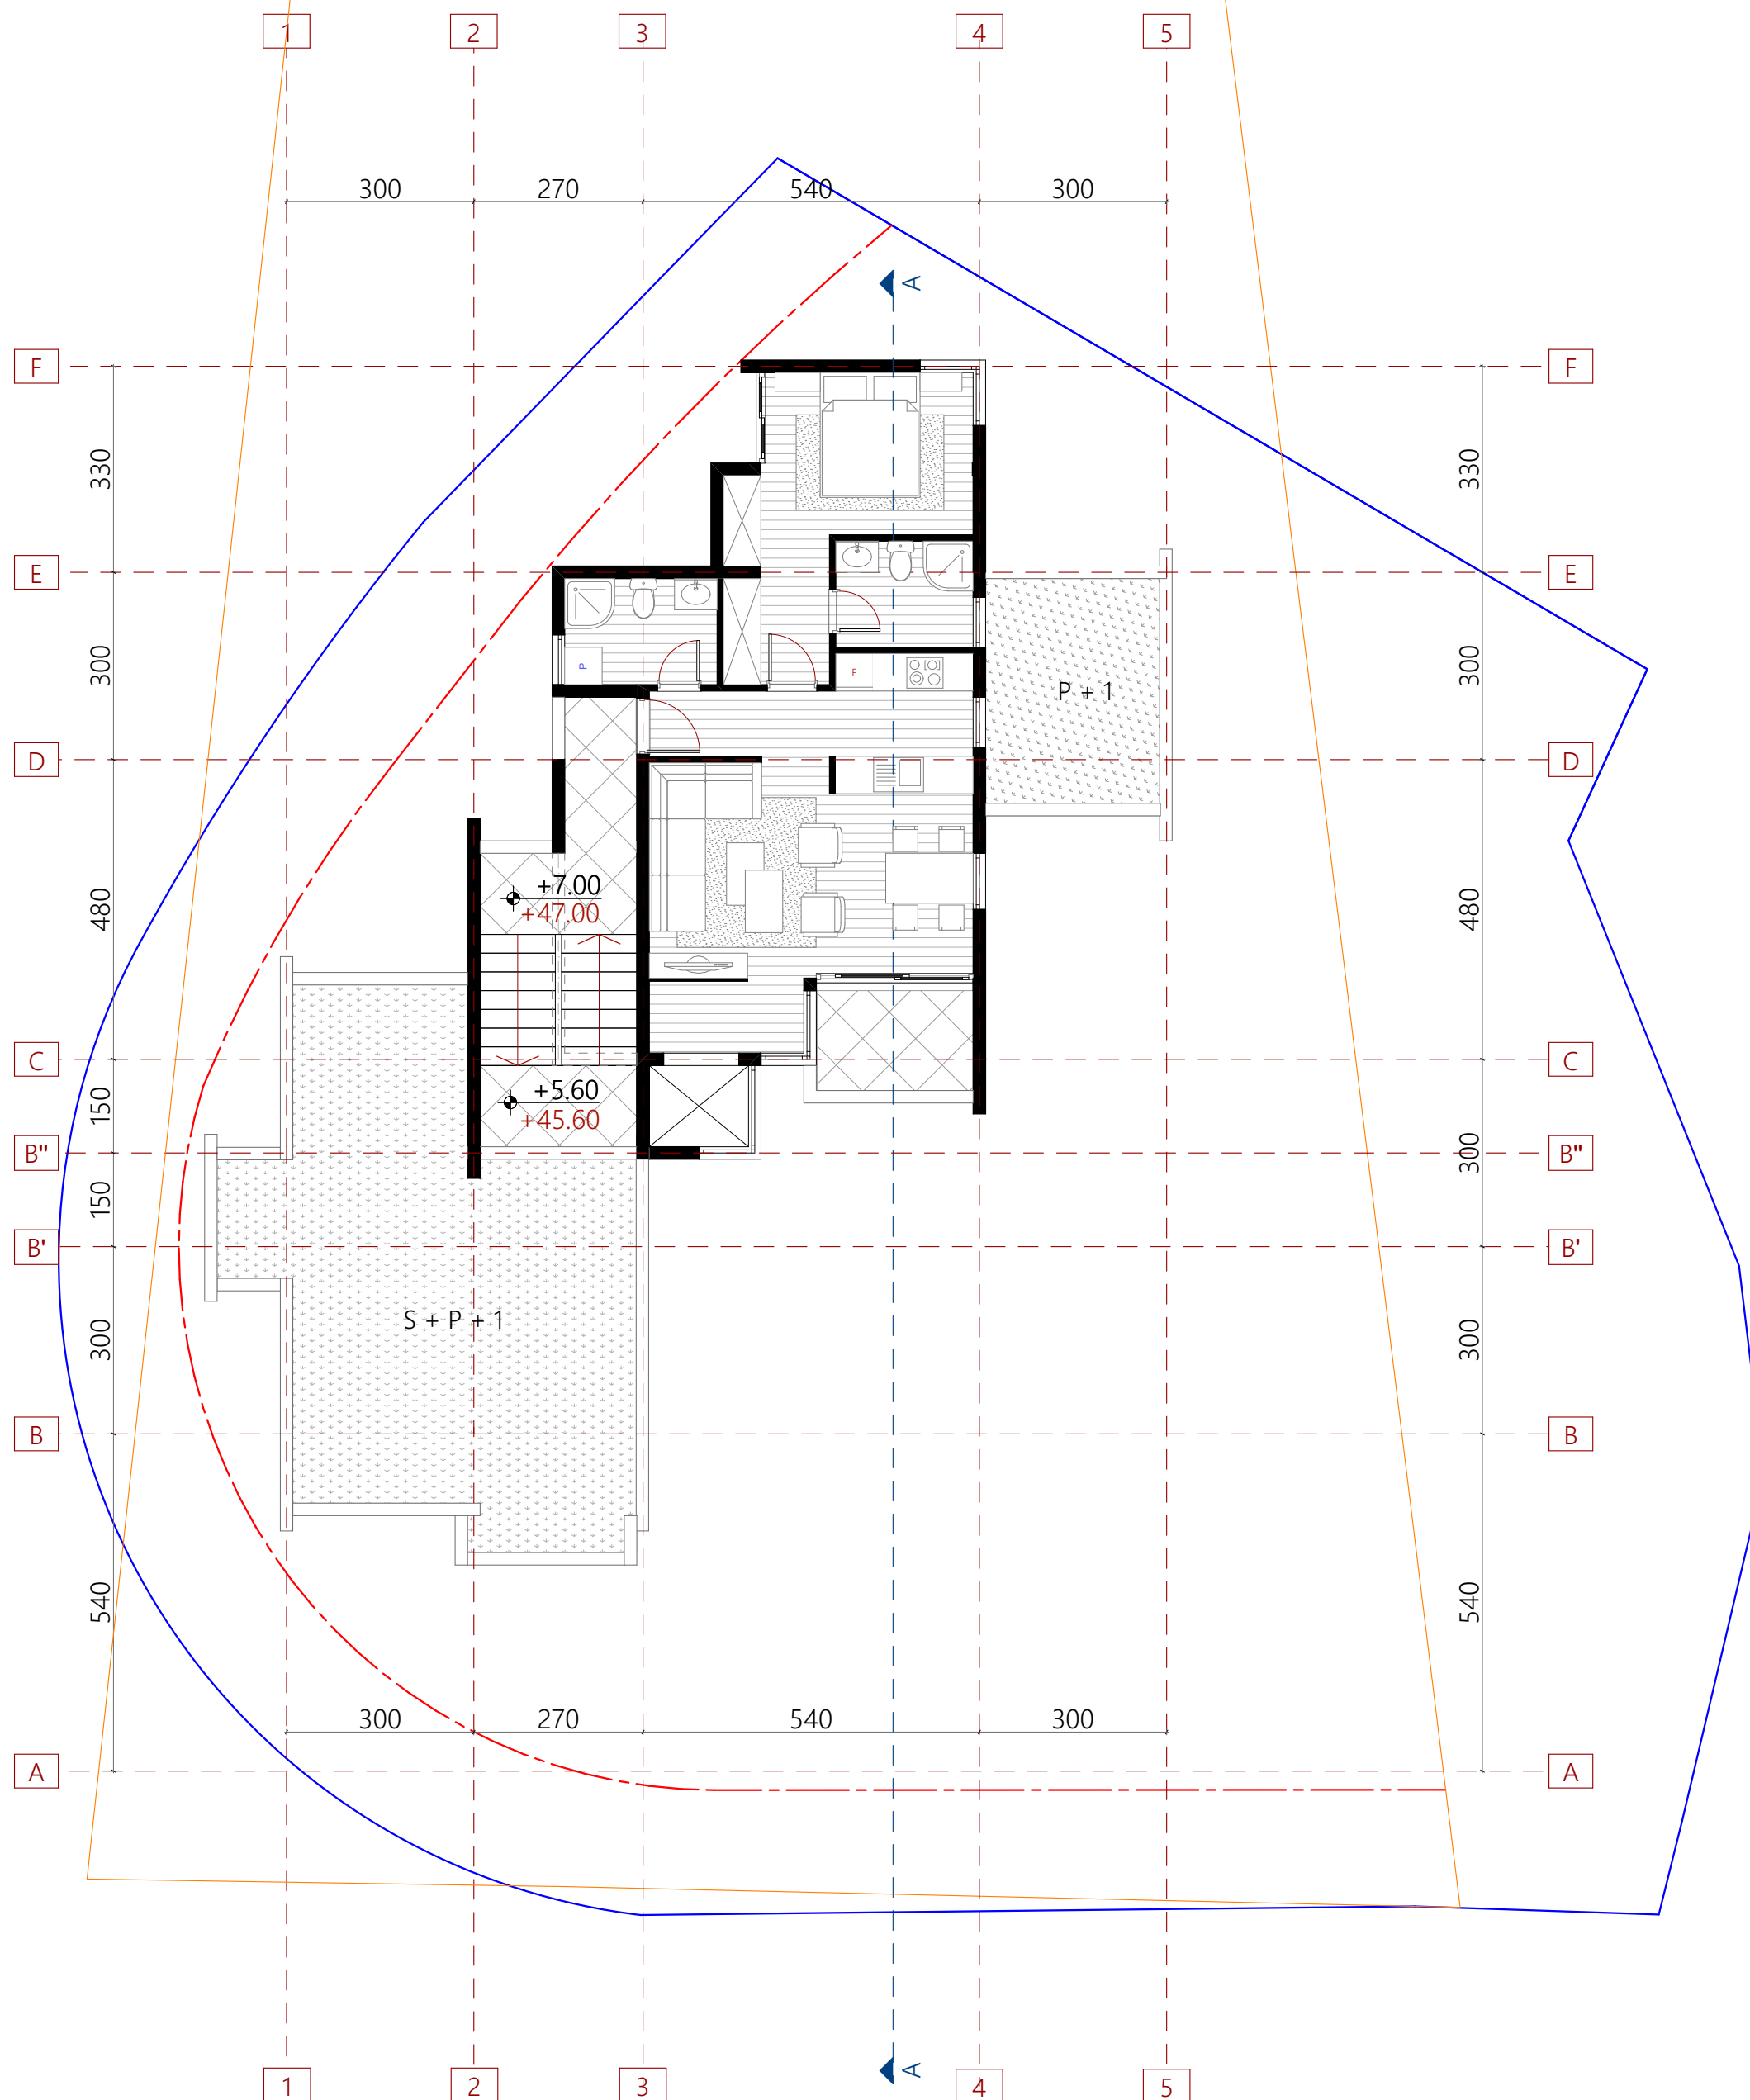 1 2 3 4 5
300 270 540 300
A
F F
330 330
E E
300 300
P
F
P + 1
D D
480 480
+7.00
+47.00
C C
150
+5.60
+45.60
B" B"
300
150
B' B'
S + P + 1
300 300
B B
540 540
300 270 540 300
A A
A
1 2 3 4 5